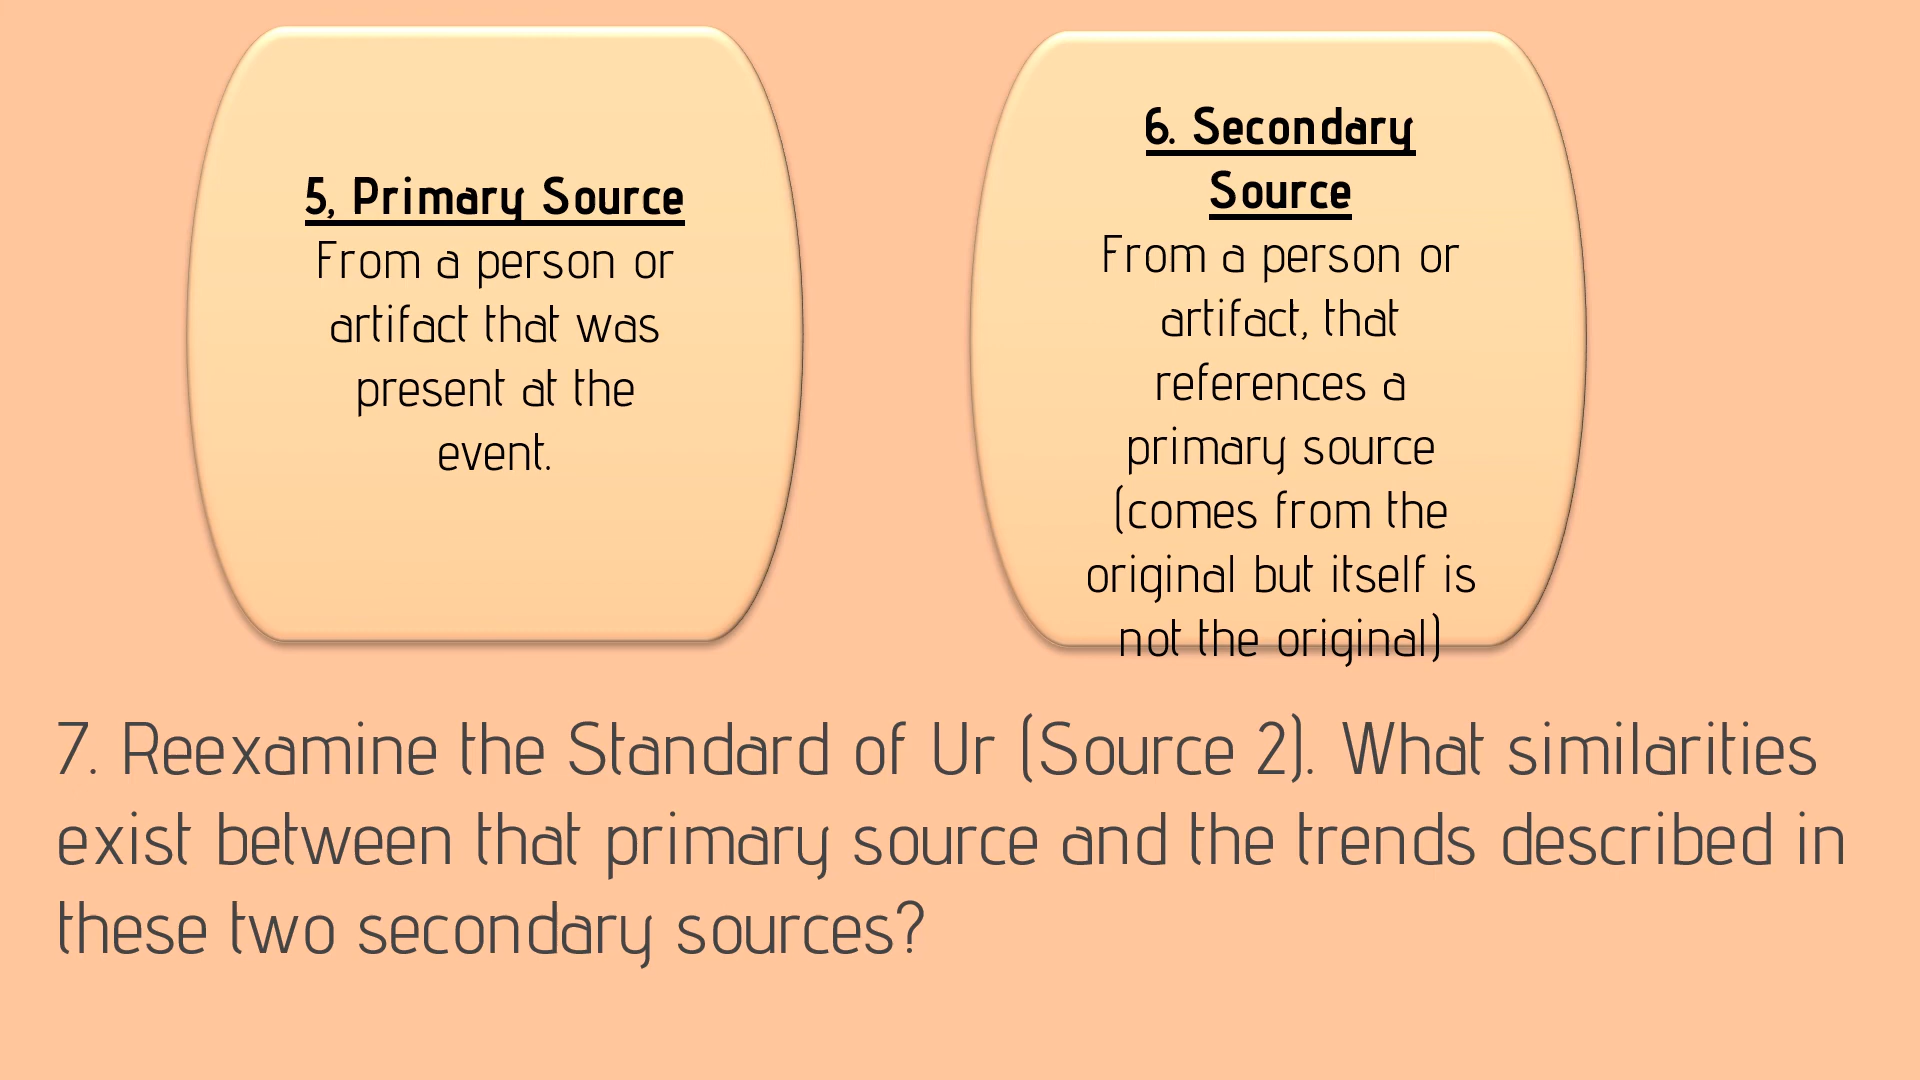 5, Primary Source
From a person or
artifact that was
present at the
event.
6. Secondary
Source
From a person or
artifact, that
references a
primary source
(comes from the
original but itself is
not the original)
7. Reexamine the Standard of Ur (Source 2). What similarities
exist between that primary source and the trends described in
these two secondary sources?